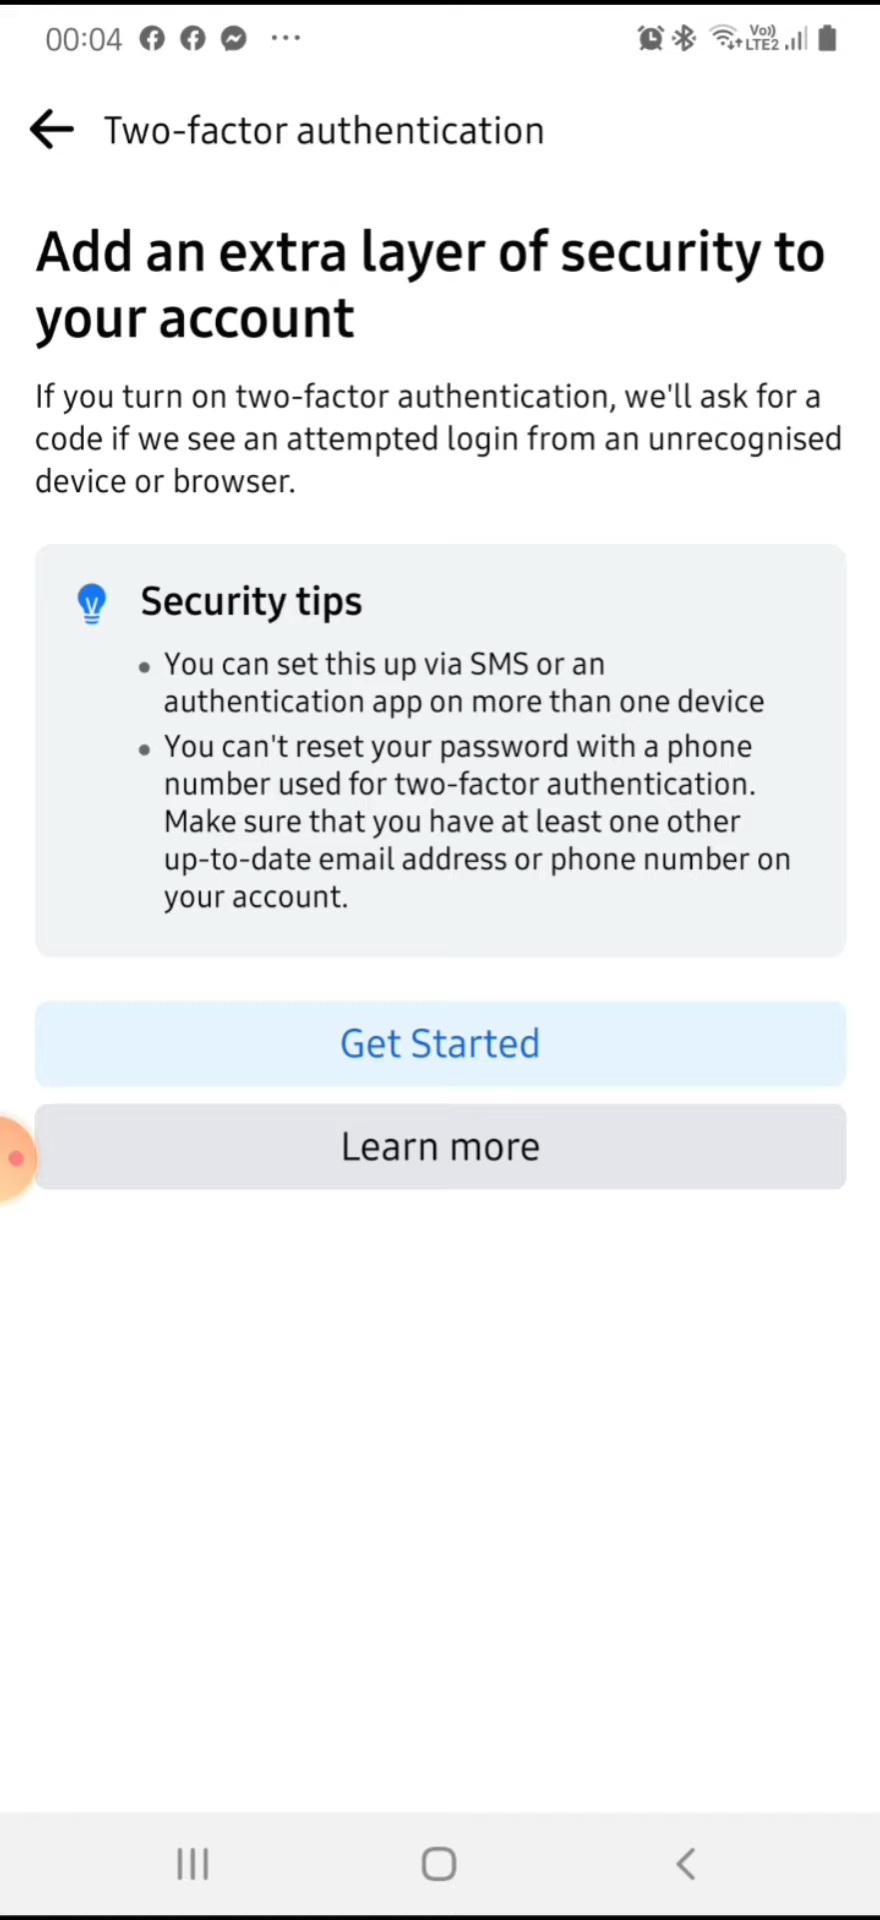 00:04
Vo))
LTE2
Two-factor authentication
Add an extra layer of security to
your account
If you turn on two-factor authentication, we'll ask for a
code if we see an attempted login from an unrecognised
device or browser.
Security tips
• You can set this up via SMS or an
authentication app on more than one device
• You can't reset your password with a phone
number used for two-factor authentication.
Make sure that you have at least one other
up-to-date email address or phone number on
your account.
Get Started
Learn more